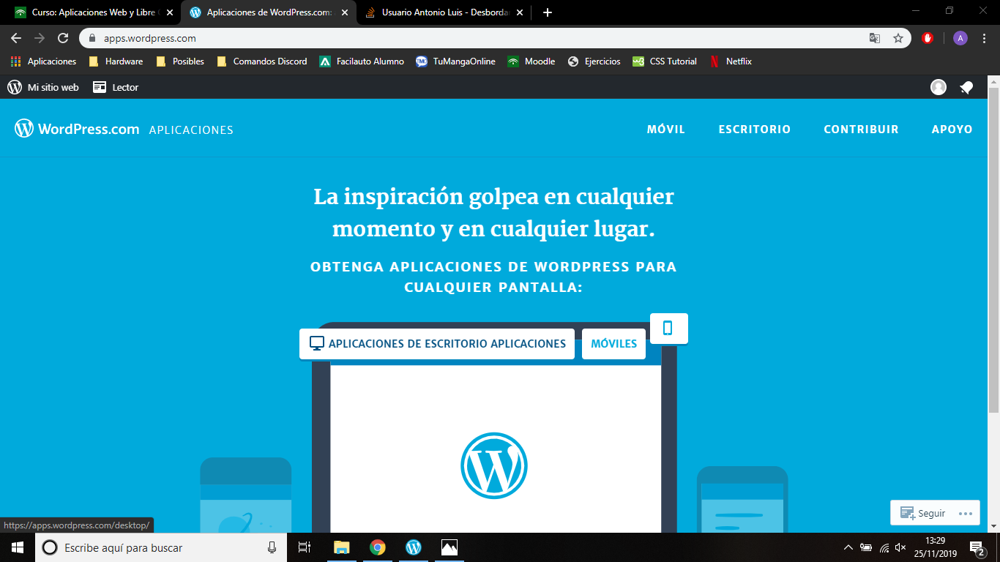 Curso: Aplicaciones Web y Libre
Aplicaciones de WordPress.com:
Usuario Antonio Luis - Desborda
apps.wordpress.com
A
Aplicaciones
Hardware
Posibles
Comandos Discord
Facilauto Alumno
TMO
TuMangaOnline
Moodle
Ejercicios
CSS Tutorial
Netflix
Mi sitio web
Lector
WordPress.com APLICACIONES
MÓVIL
ESCRITORIO
CONTRIBUIR
APOYO
La inspiración golpea en cualquier
momento y en cualquier lugar.
OBTENGA APLICACIONES DE WORDPRESS PARA
CUALQUIER PANTALLA:
APLICACIONES DE ESCRITORIO APLICACIONES
MÓVILES
Seguir
https://apps.wordpress.com/desktop/
Escribe aquí para buscar
13:29
25/11/2019
2